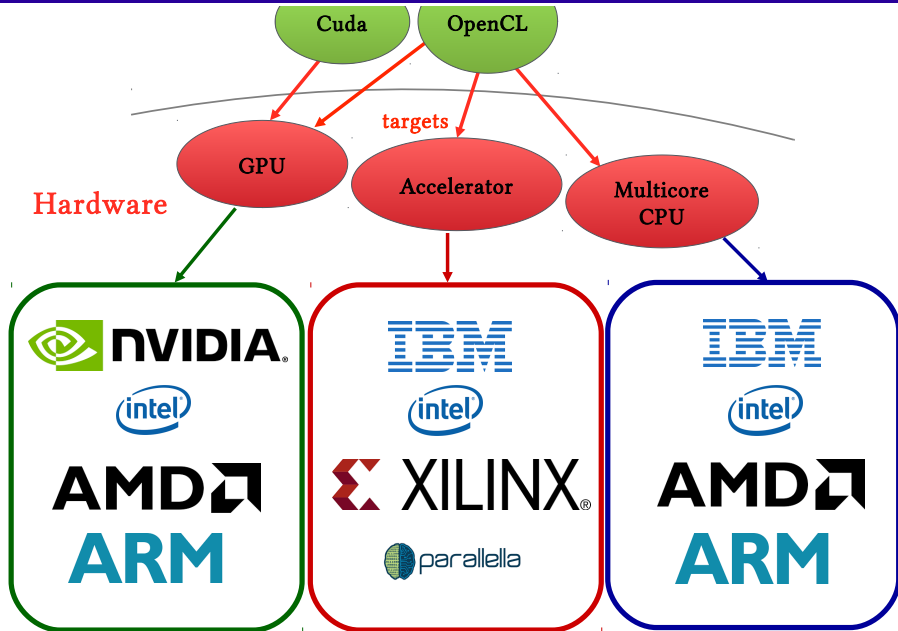 Cuda
OpenCL
targets
GPU
Accelerator
Multicore
CPU
Hardware
NVIDIA®
intel
AMD
ARM
IBM
intel
XILINX®
parallella
IBM
intel
AMD
ARM